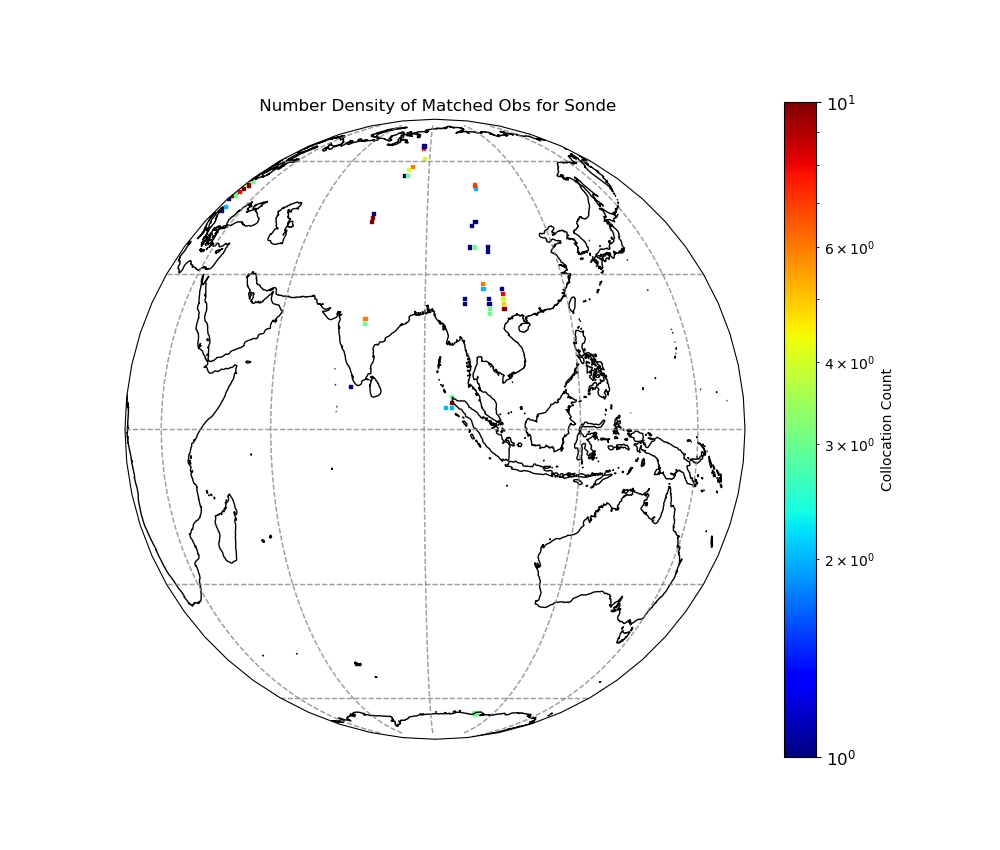 Number Density of Matched Obs for Sonde
10¹
6 × 10⁰
4 × 10⁰
3 × 10⁰
2 × 10⁰
10⁰
Collocation Count